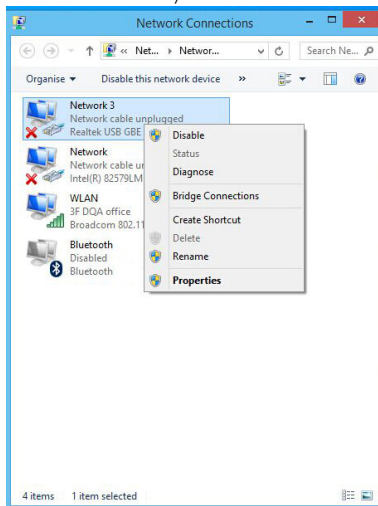 Network Connections
« Net... Networ...
Search Ne...
Organise
Disable this network device
»
Network 3
Network cable unplugged
Realtek USB GBE
Network
Network cable un
Intel(R) 82579LM
WLAN
3F DQA office
Broadcom 802.11
Bluetooth
Disabled
Bluetooth
Disable
Status
Diagnose
Bridge Connections
Create Shortcut
Delete
Rename
Properties
4 items 1 item selected